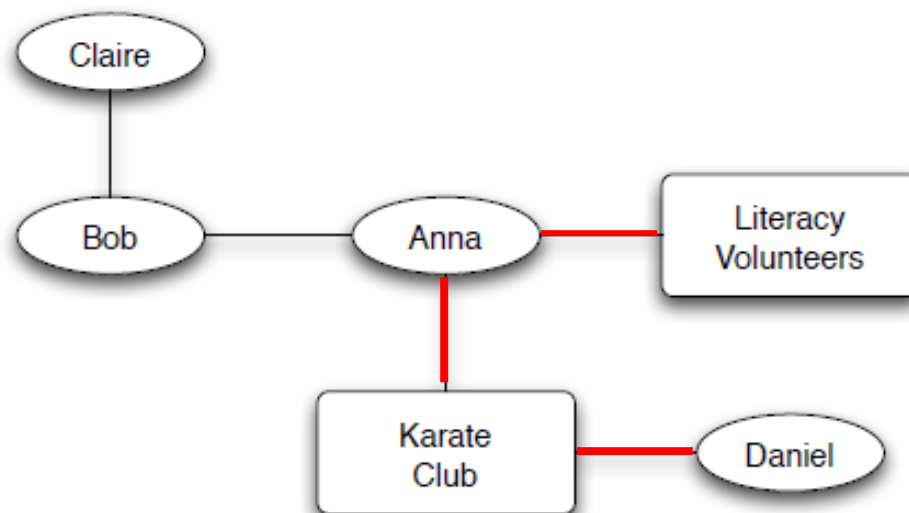 Claire
Bob
Anna
Literacy
Volunteers
Karate
Club
Daniel